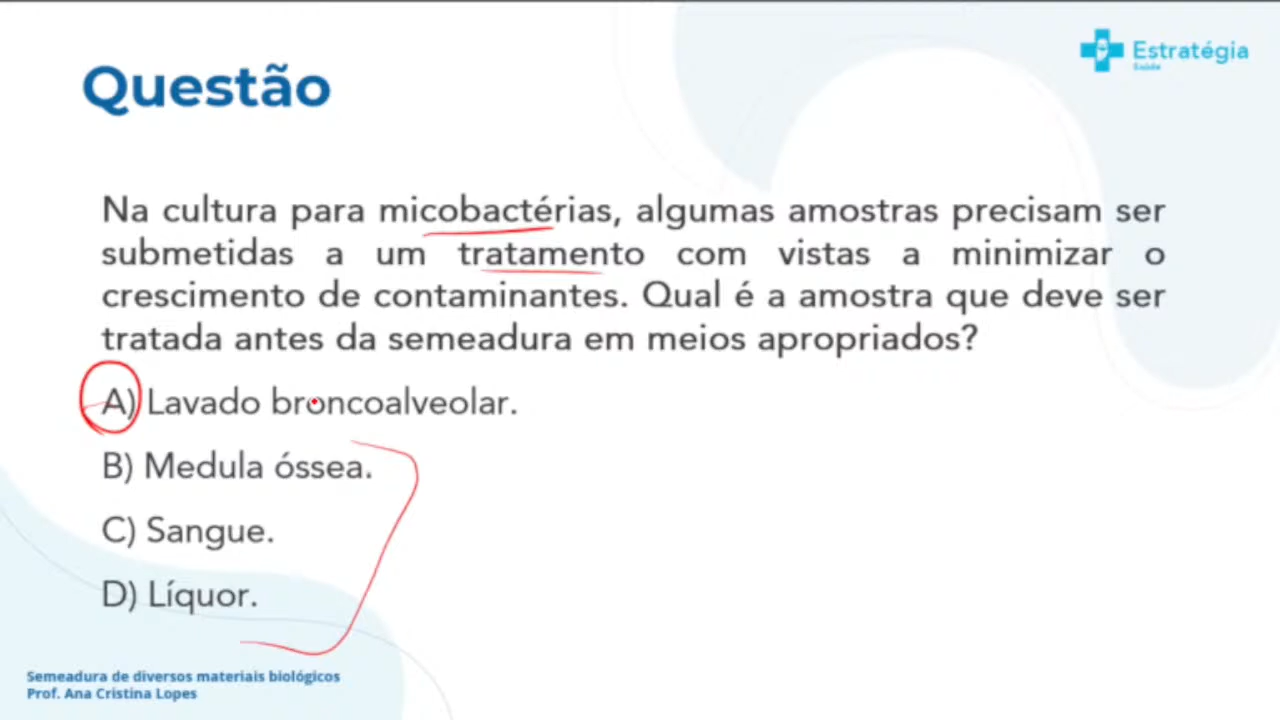 Estratégia
Saúde
Questão
Na cultura para micobactérias, algumas amostras precisam ser
submetidas a um tratamento com vistas a minimizar o
crescimento de contaminantes. Qual é a amostra que deve ser
tratada antes da semeadura em meios apropriados?
A) Lavado broncoalveolar.
B) Medula óssea.
C) Sangue.
D) Líquor.
Semeadura de diversos materiais biológicos
Prof. Ana Cristina Lopes